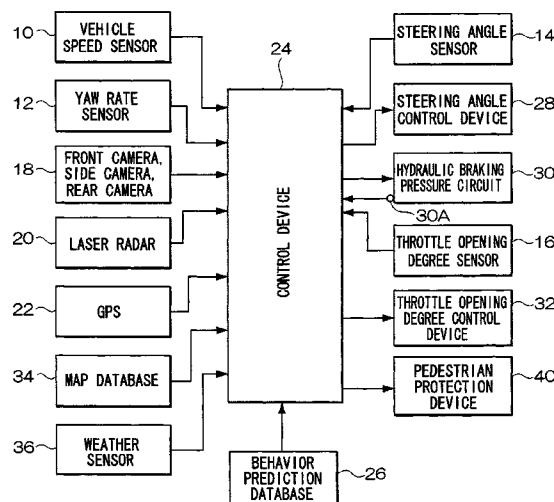 10
VEHICLE
SPEED SENSOR
12
YAW RATE
SENSOR
18
FRONT CAMERA,
SIDE CAMERA,
REAR CAMERA
20
LASER RADAR
22
GPS
34
MAP DATABASE
36
WEATHER
SENSOR
24
CONTROL DEVICE
BEHAVIOR
PREDICTION
DATABASE
26
STEERING ANGLE
SENSOR
14
STEERING ANGLE
CONTROL DEVICE
28
HYDRAULIC BRAKING
PRESSURE CIRCUIT
30
30A
THROTTLE OPENING
DEGREE SENSOR
16
THROTTLE OPENING
DEGREE CONTROL
DEVICE
32
PEDESTRIAN
PROTECTION
DEVICE
40